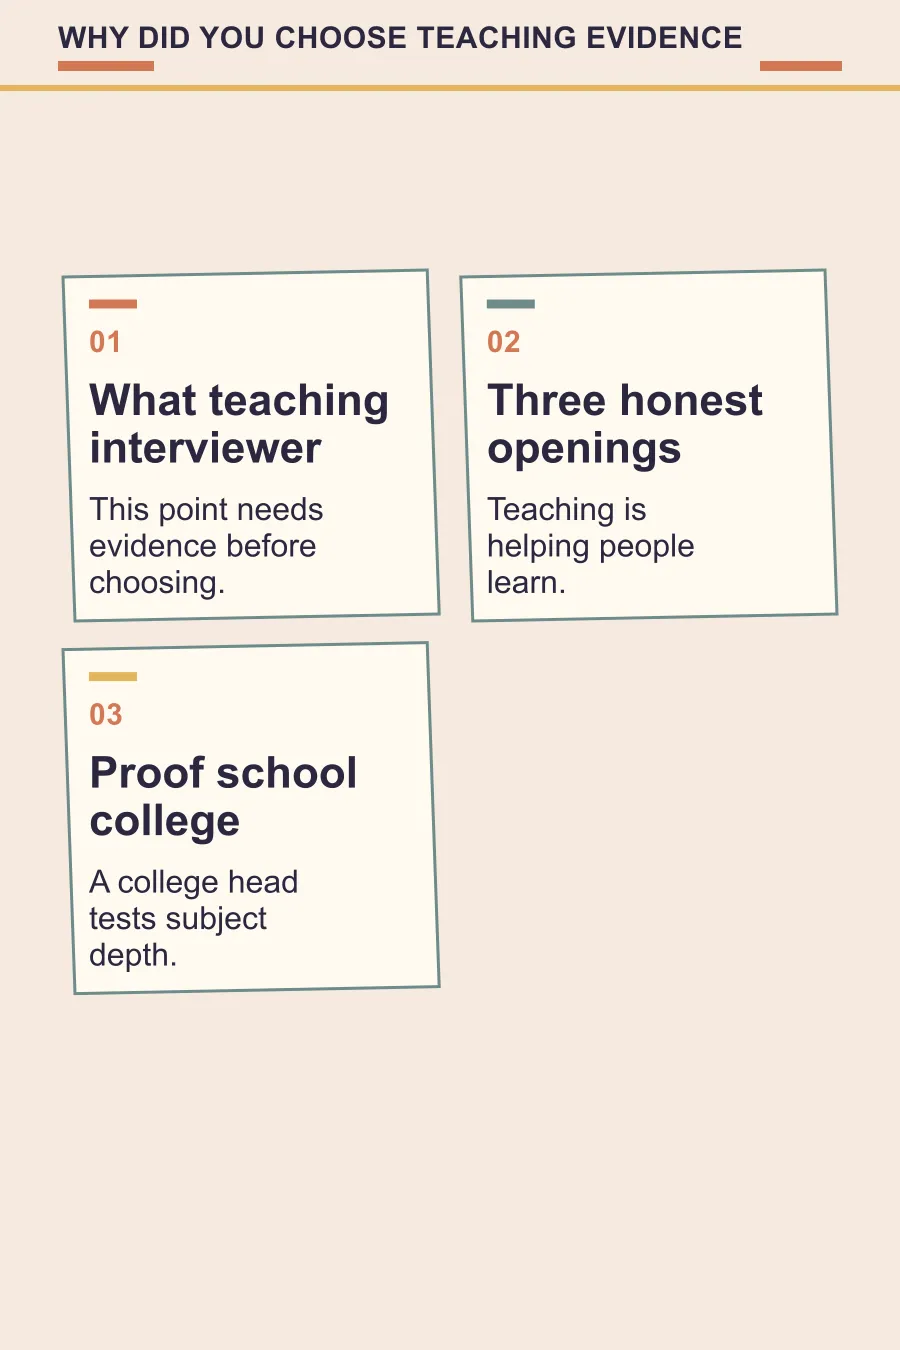 WHY DID YOU CHOOSE TEACHING EVIDENCE
01
What teaching
interviewer
This point needs
evidence before
choosing.
02
Three honest
openings
Teaching is
helping people
learn.
03
Proof school
college
A college head
tests subject
depth.